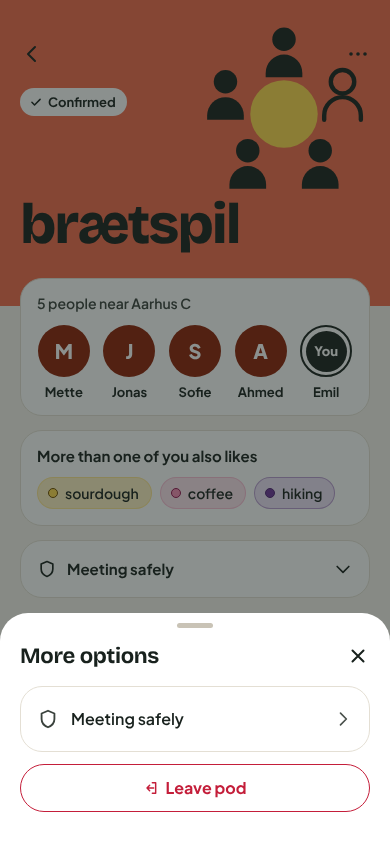 Confirmed
brætspil
5 people near Aarhus C
M J S A You
Mette Jonas Sofie Ahmed Emil
More than one of you also likes
sourdough coffee hiking
Meeting safely
More options
Meeting safely
Leave pod